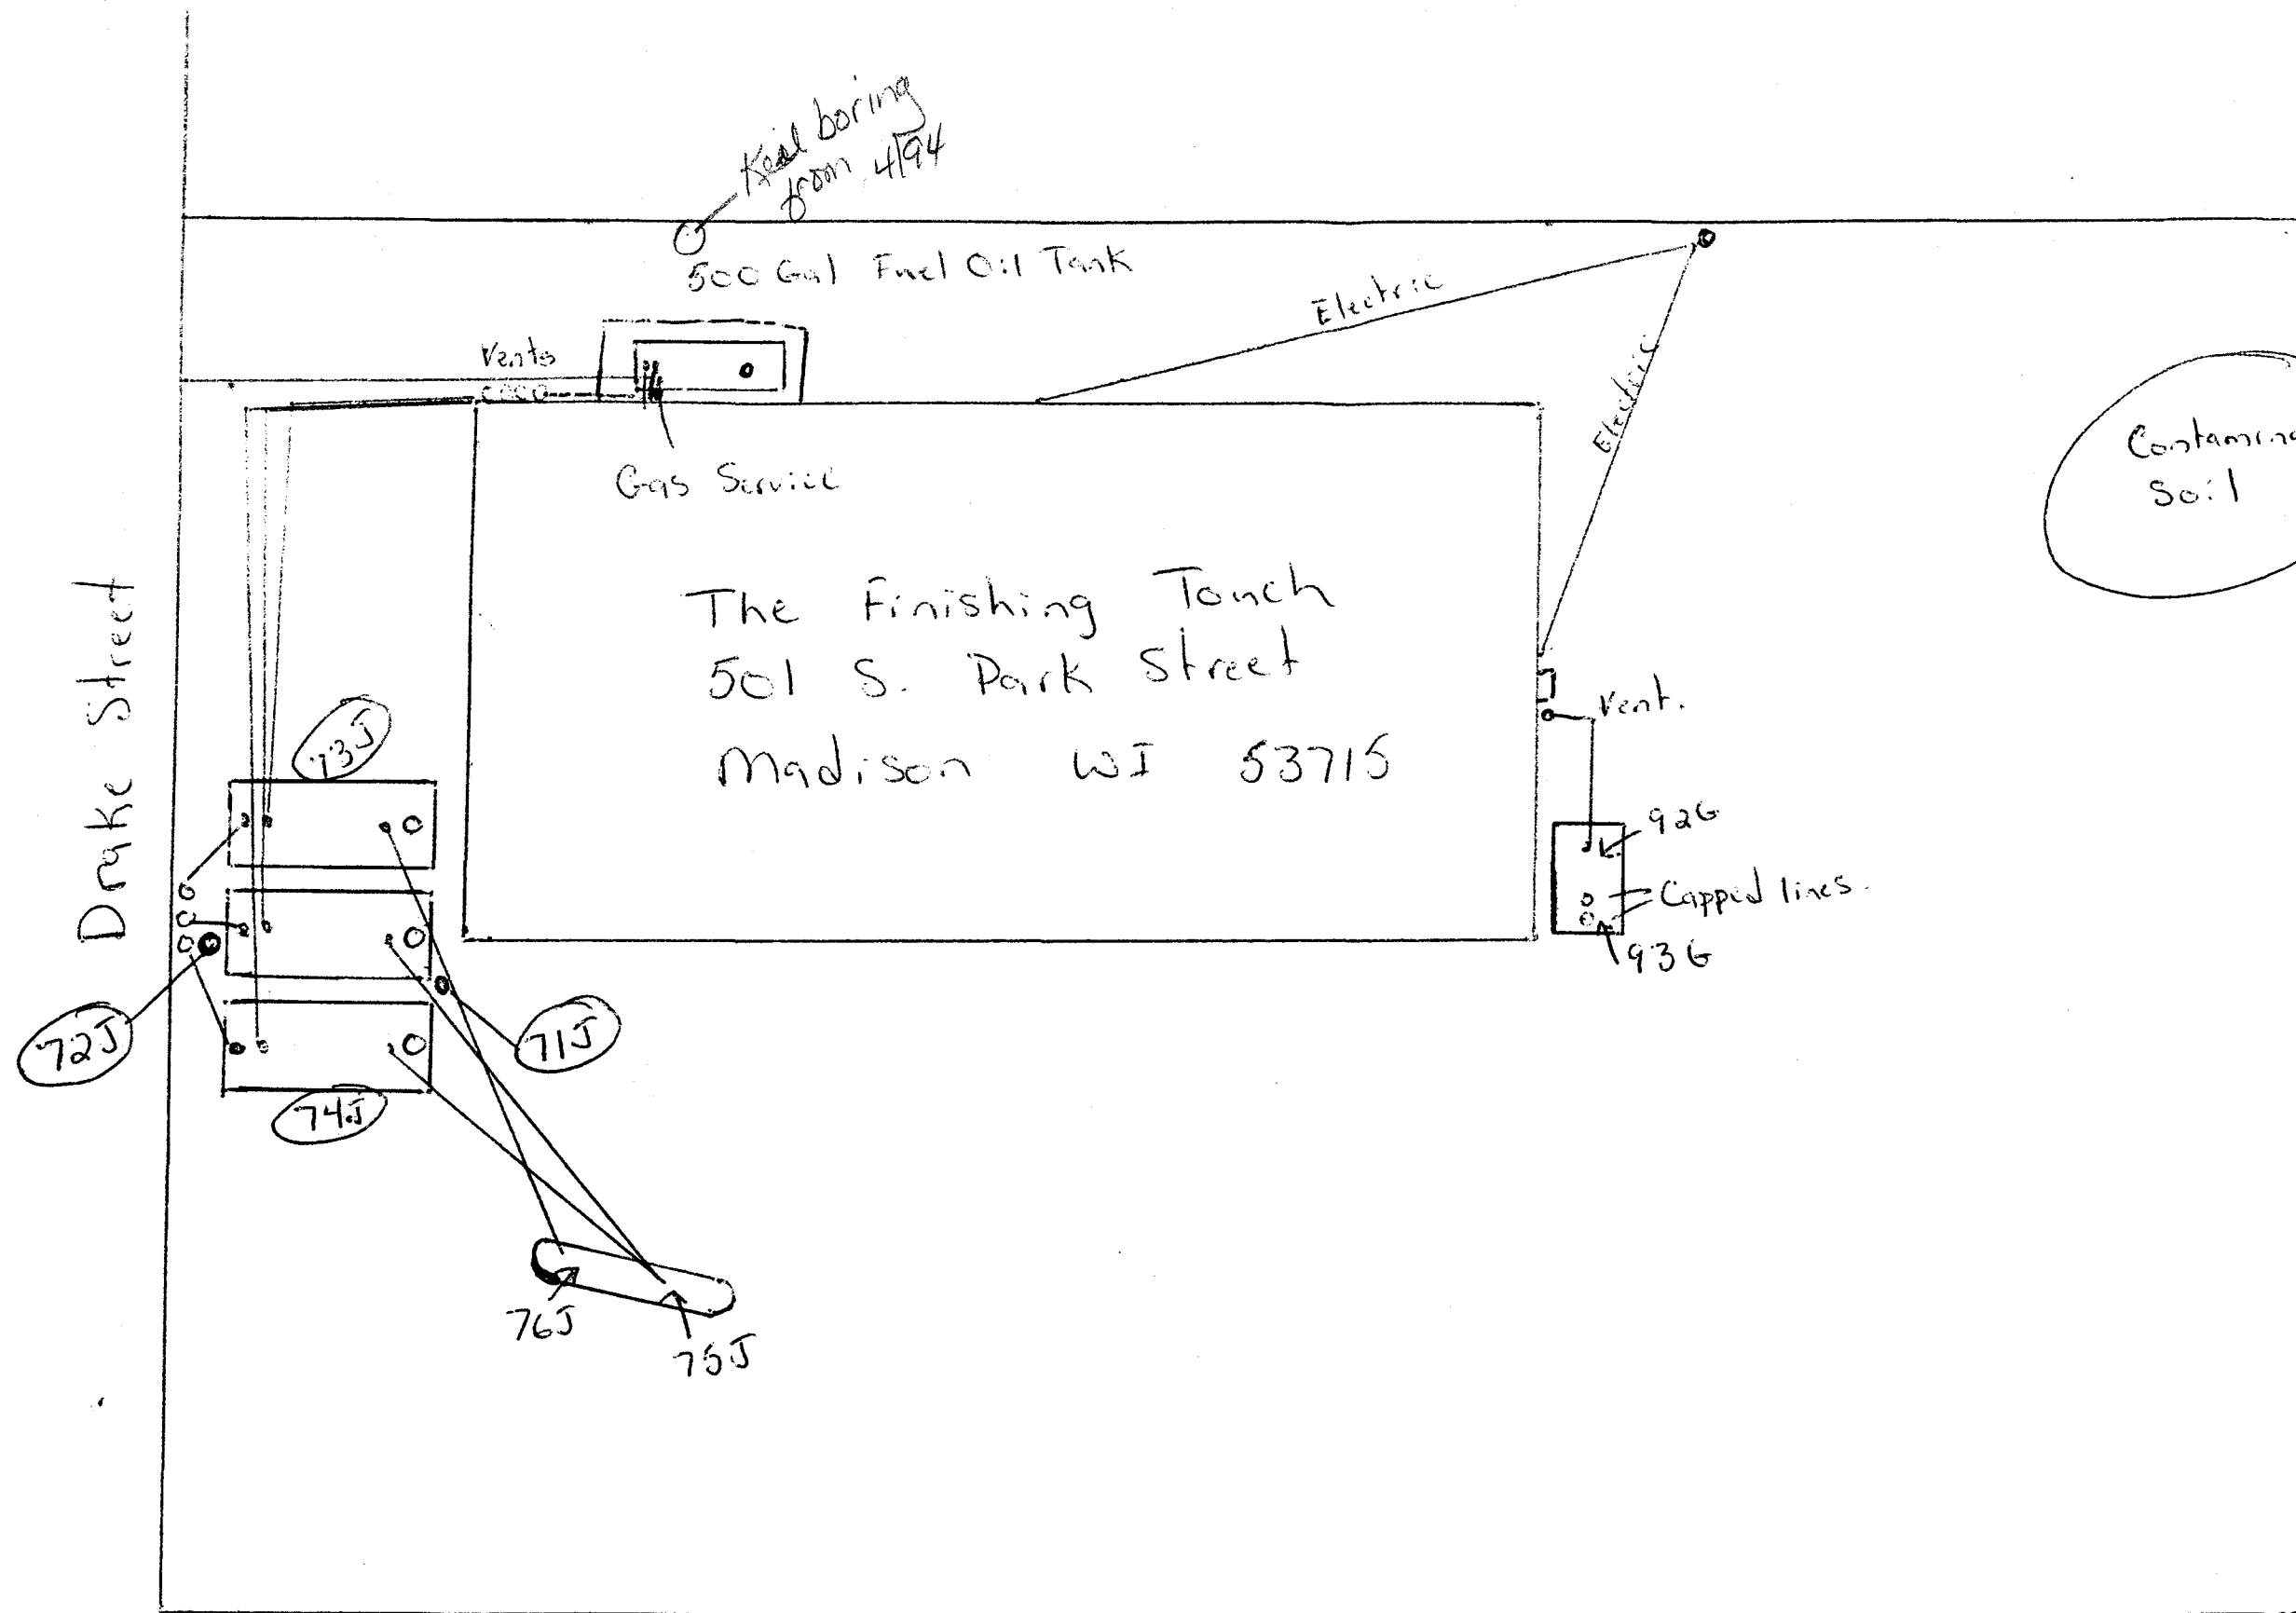 boring
from 4/94
500 Gal Fuel Oil Tank
Electric
Electric
Vents
Gas Service
Contamina
Soil
The Finishing Touch
501 S. Park Street
Madison WI 53715
Drake Street
Vent.
73J
92G
Capped lines.
93G
72J
71J
74J
76J
75J